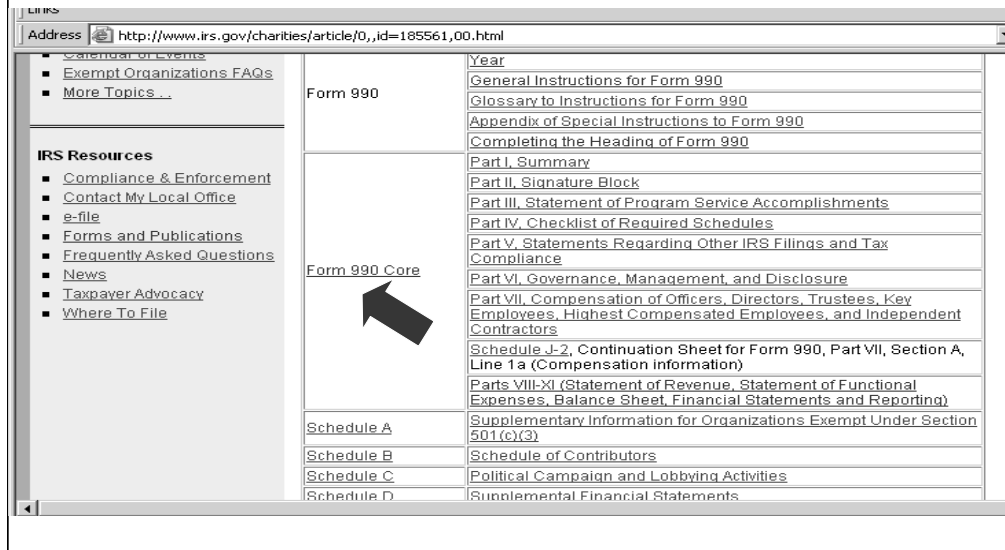 Links
Address http://www.irs.gov/charities/article/0,,id=185561,00.html
Calendar of Events
Exempt Organizations FAQs
More Topics . .
IRS Resources
Compliance & Enforcement
Contact My Local Office
e-file
Forms and Publications
Frequently Asked Questions
News
Taxpayer Advocacy
Where To File
Form 990
Year
General Instructions for Form 990
Glossary to Instructions for Form 990
Appendix of Special Instructions to Form 990
Completing the Heading of Form 990
Form 990 Core
Part I, Summary
Part II, Signature Block
Part III, Statement of Program Service Accomplishments
Part IV, Checklist of Required Schedules
Part V, Statements Regarding Other IRS Filings and Tax
Compliance
Part VI, Governance, Management, and Disclosure
Part VII, Compensation of Officers, Directors, Trustees, Key
Employees, Highest Compensated Employees, and Independent
Contractors
Schedule J-2, Continuation Sheet for Form 990, Part VII, Section A,
Line 1a (Compensation information)
Parts VIII-XI (Statement of Revenue, Statement of Functional
Expenses, Balance Sheet, Financial Statements and Reporting)
Schedule A
Supplementary Information for Organizations Exempt Under Section
501(c)(3)
Schedule B
Schedule of Contributors
Schedule C
Political Campaign and Lobbying Activities
Schedule D
Supplemental Financial Statements